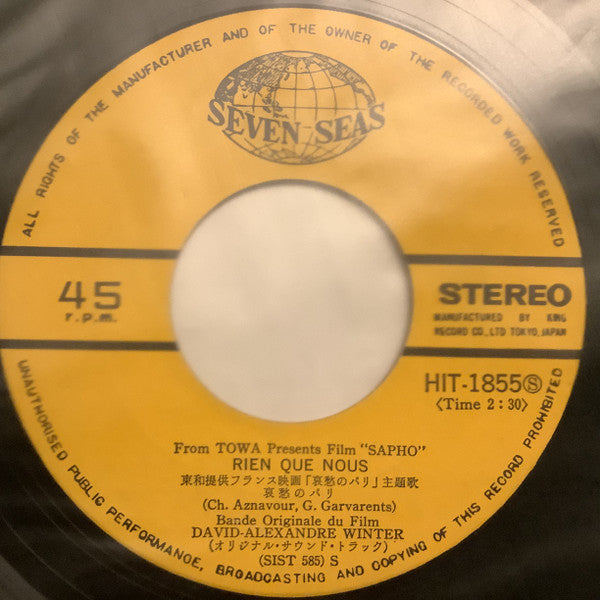 ALL RIGHTS OF THE MANUFACTURER AND OF THE OWNER OF THE RECORDED WORK RESERVED
SEVEN SEAS
45
r.p.m.
STEREO
MANUFACTURED BY KING
RECORD CO.,LTD TOKYO,JAPAN
HIT-1855Ⓢ
〈Time 2:30〉
From TOWA Presents Film "SAPHO"
RIEN QUE NOUS
東和提供フランス映画「哀愁のパリ」主題歌
哀愁のパリ
(Ch. Aznavour, G. Garvarents)
Bande Originale du Film
DAVID-ALEXANDRE WINTER
(オリジナル・サウンド・トラック)
(SIST 585) S
UNAUTHORISED PUBLIC PERFORMANCE, BROADCASTING AND COPYING OF THIS RECORD PROHIBITED